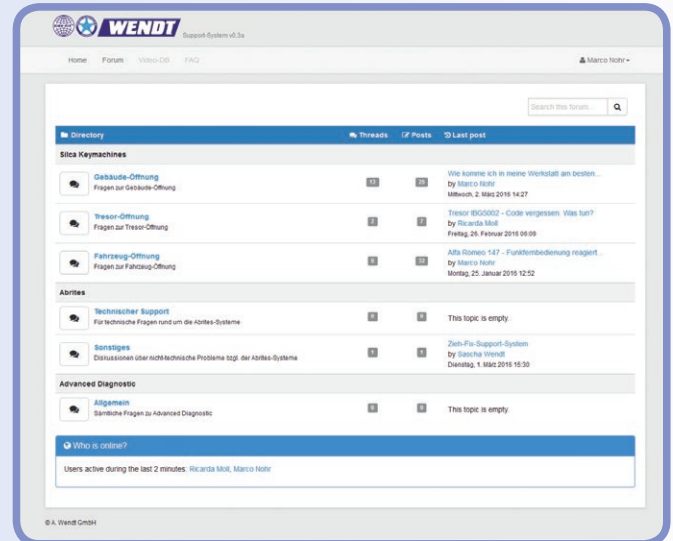 WENDT
Support-System v0.3a
Home Forum Video-DB FAQ Marco Nohr
Search this forum...
Directory Threads Posts Last post
Silca Keymachines
Gebäude-Öffnung
Fragen zur Gebäude-Öffnung
Wie komme ich in meine Werkstatt am besten...
by Marco Nohr
Mittwoch, 2. März 2016 14:27
Tresor-Öffnung
Fragen zur Tresor-Öffnung
2 7
Tresor IBG5002 - Code vergessen. Was tun?
by Ricarda Moll
Freitag, 26. Februar 2016 06:09
Fahrzeug-Öffnung
Fragen zur Fahrzeug-Öffnung
Alfa Romeo 147 - Funkfernbedienung reagiert...
by Marco Nohr
Montag, 25. Januar 2016 12:52
Abrites
Technischer Support
Für technische Fragen rund um die Abrites-Systeme
0 0
This topic is empty.
Sonstiges
Diskussionen über nicht-technische Probleme bzgl. der Abrites-Systeme
1 1
Zieh-Fix-Support-System
by Sascha Wendt
Dienstag, 1. März 2016 15:30
Advanced Diagnostic
Allgemein
Sämtliche Fragen zu Advanced Diagnostic
0 0
This topic is empty.
Who is online?
Users active during the last 2 minutes: Ricarda Moll, Marco Nohr
© A. Wendt GmbH